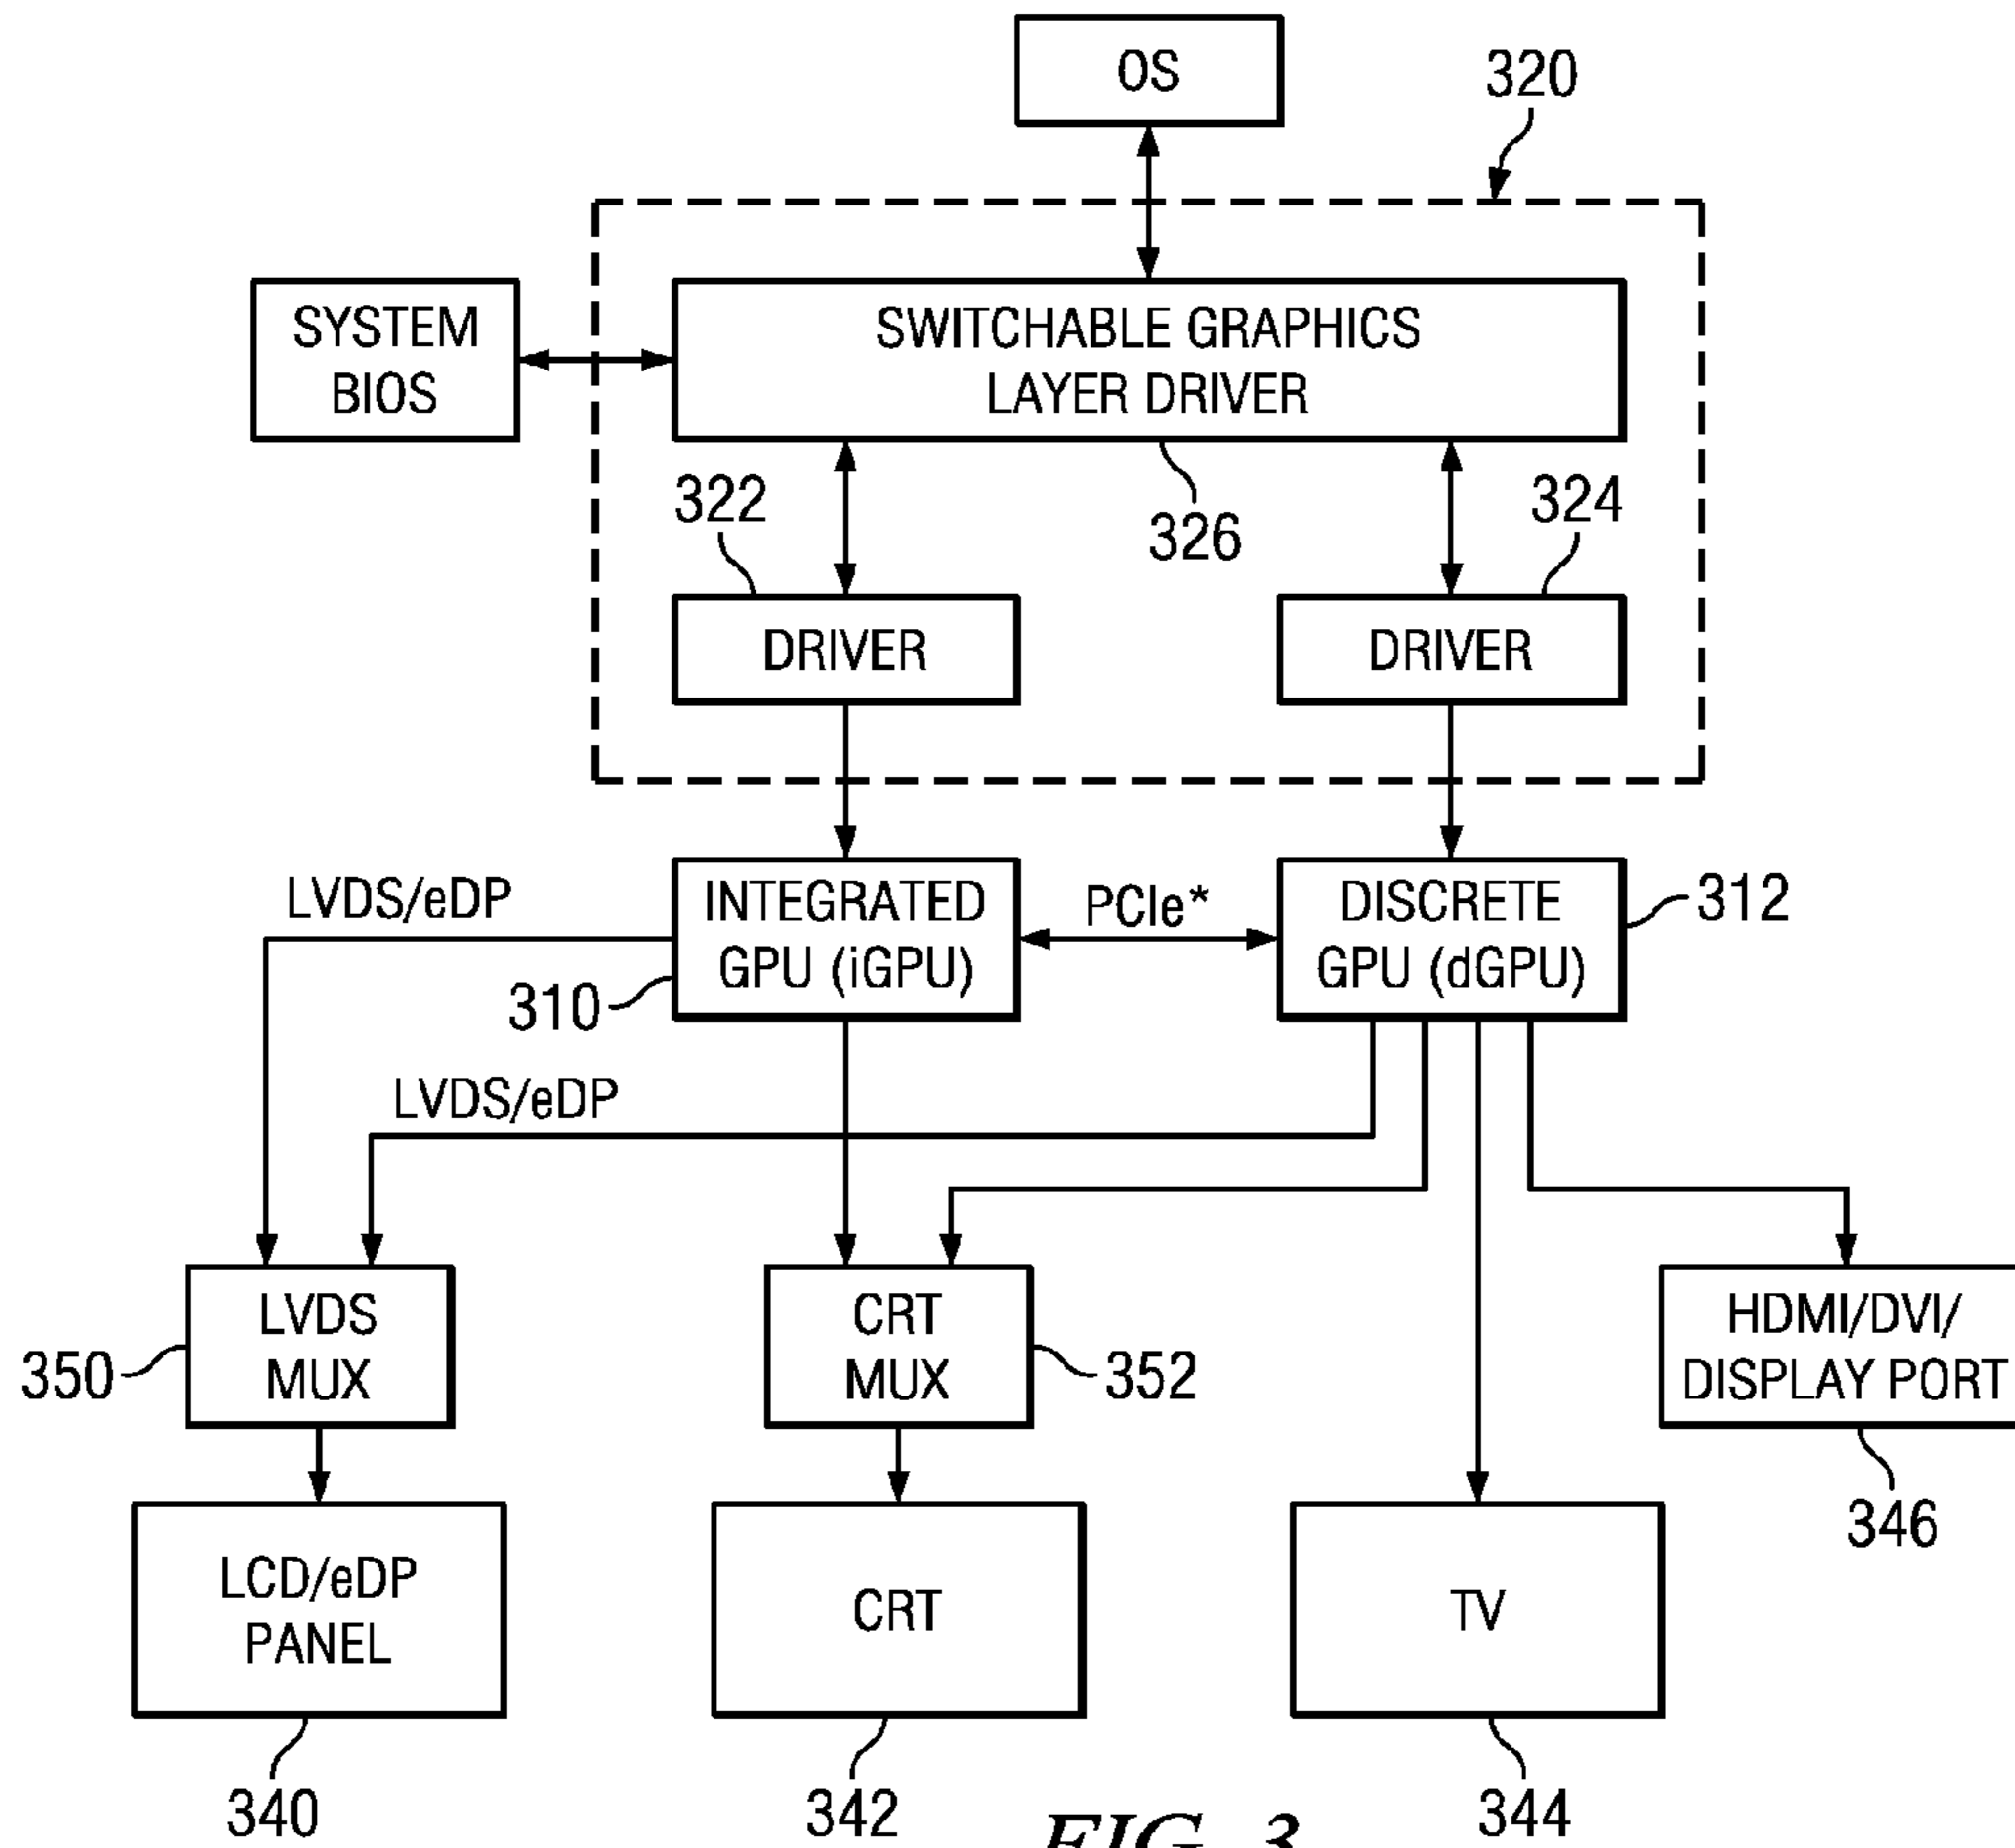 OS
320
SYSTEM
BIOS
SWITCHABLE GRAPHICS
LAYER DRIVER
322
326
324
DRIVER
DRIVER
LVDS/eDP
INTEGRATED
GPU (iGPU)
310
PCIe*
DISCRETE
GPU (dGPU)
312
LVDS/eDP
350
LVDS
MUX
CRT
MUX
352
HDMI/DVI/
DISPLAY PORT
346
LCD/eDP
PANEL
CRT
TV
340
342
FIG. 3
344